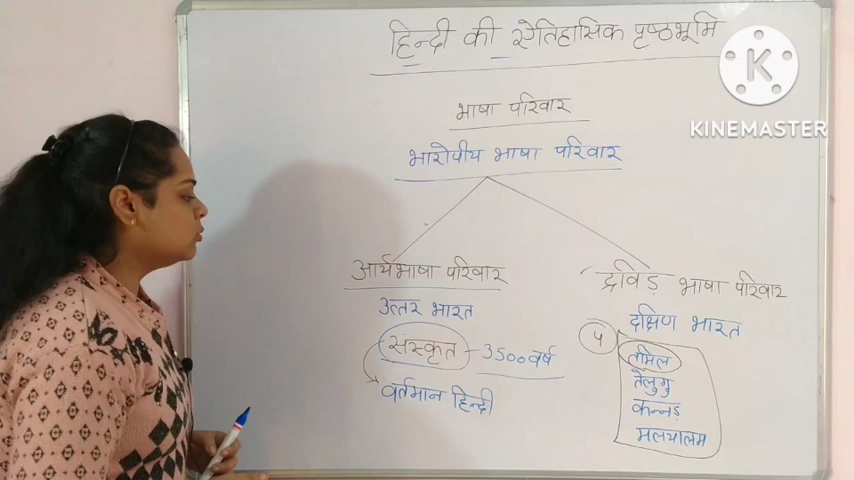 हिन्दी की ऐतिहासिक पृष्ठभूमि
K
KINEMASTER
भाषा परिवार
भारोपीय भाषा परिवार
आर्यभाषा परिवार
उत्तर भारत
संस्कृत - 3500 वर्ष
वर्तमान हिन्दी
द्रविड़ भाषा परिवार
दक्षिण भारत
५
तमिल
तेलुगु
कन्नड़
मलयालम